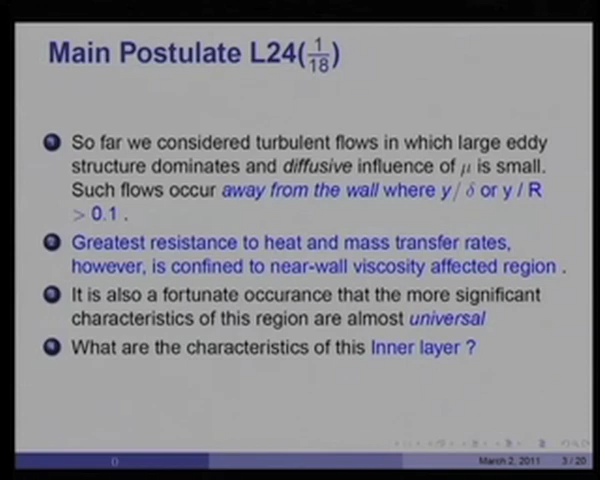 Main Postulate L24(1/18)
1 So far we considered turbulent flows in which large eddy
structure dominates and diffusive influence of μ is small.
Such flows occur away from the wall where y / δ or y / R
> 0.1 .
2 Greatest resistance to heat and mass transfer rates,
however, is confined to near-wall viscosity affected region .
3 It is also a fortunate occurance that the more significant
characteristics of this region are almost universal
4 What are the characteristics of this Inner layer ?
()
March 2, 2011 3 / 20